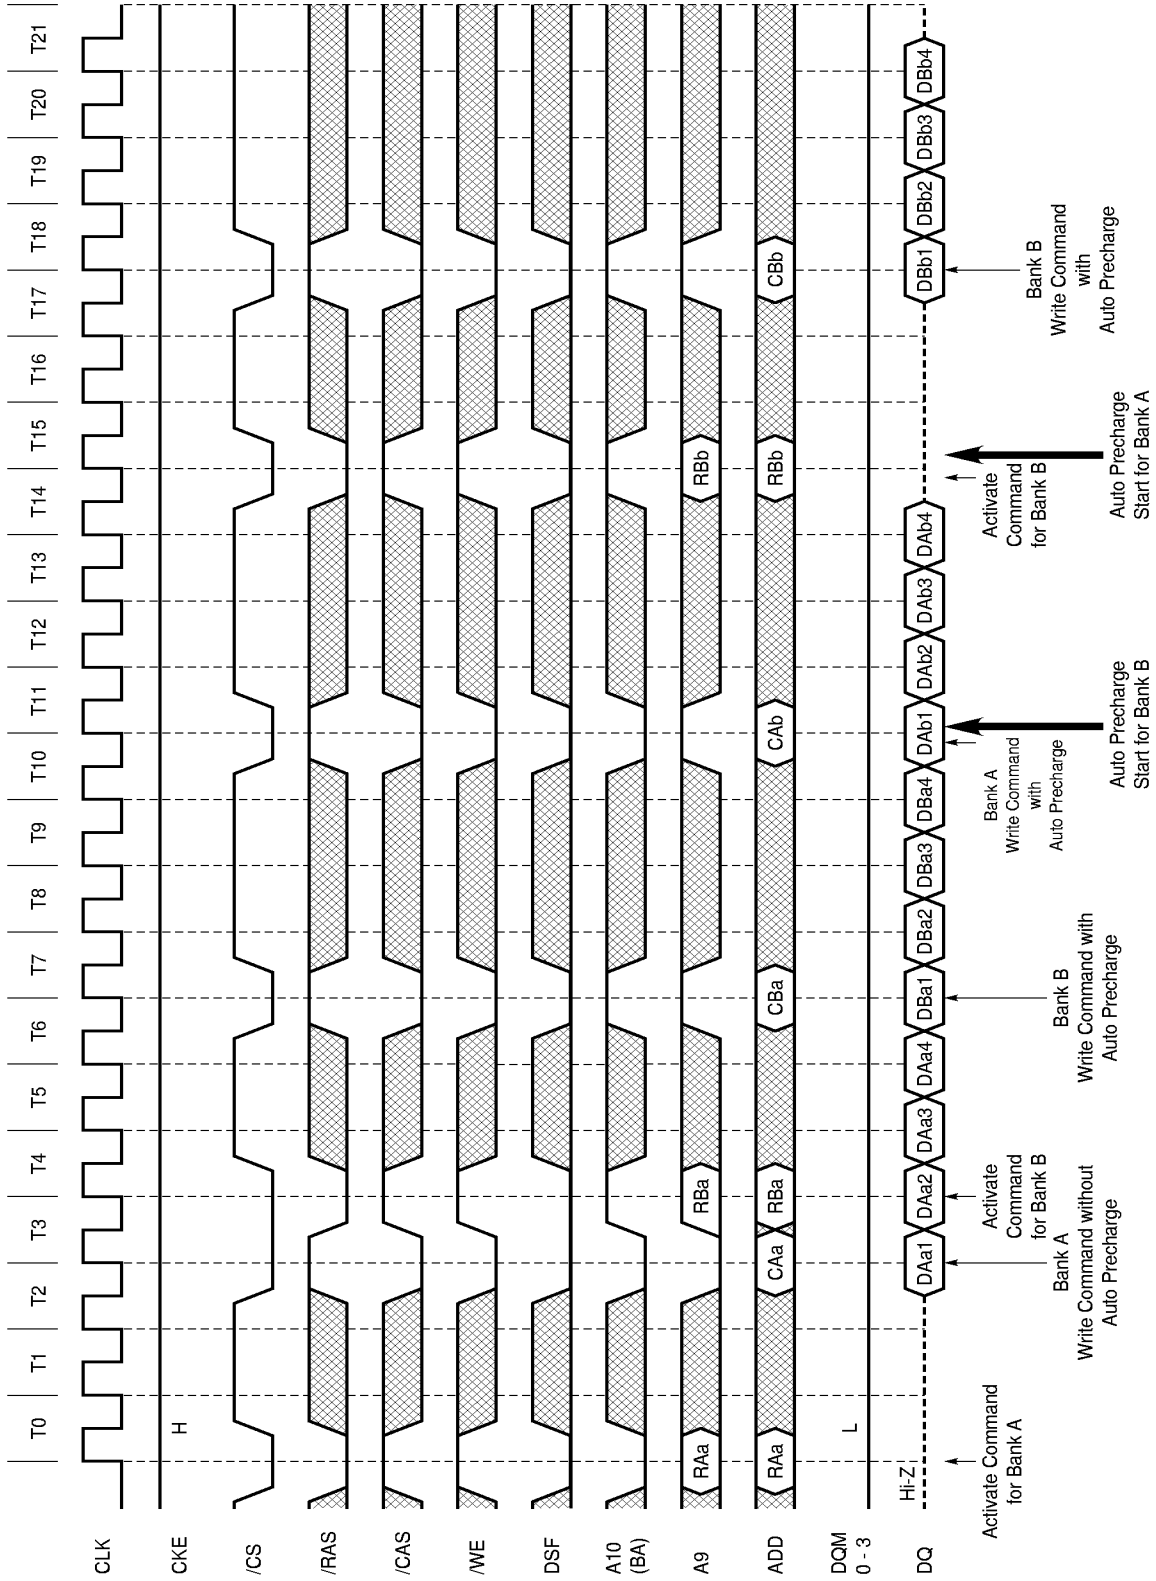 T0 T1 T2 T3 T4 T5 T6 T7 T8 T9 T10 T11 T12 T13 T14 T15 T16 T17 T18 T19 T20 T21
CLK
CKE
H
/CS
/RAS
/CAS
/WE
DSF
A10
(BA)
A9
RAa RBa RBb
ADD
RAa CAa RBa CBa CAb RBb CBb
DQM
0 - 3
L
DQ
Hi-Z
DAa1 DAa2 DAa3 DAa4 DBa1 DBa2 DBa3 DBa4 DAb1 DAb2 DAb3 DAb4 DBb1 DBb2 DBb3 DBb4
Activate Command
for Bank A
Bank A
Write Command without
Auto Precharge
Activate
Command
for Bank B
Bank B
Write Command with
Auto Precharge
Bank A
Write Command
with
Auto Precharge
Auto Precharge
Start for Bank B
Activate
Command
for Bank B
Auto Precharge
Start for Bank A
Bank B
Write Command
with
Auto Precharge